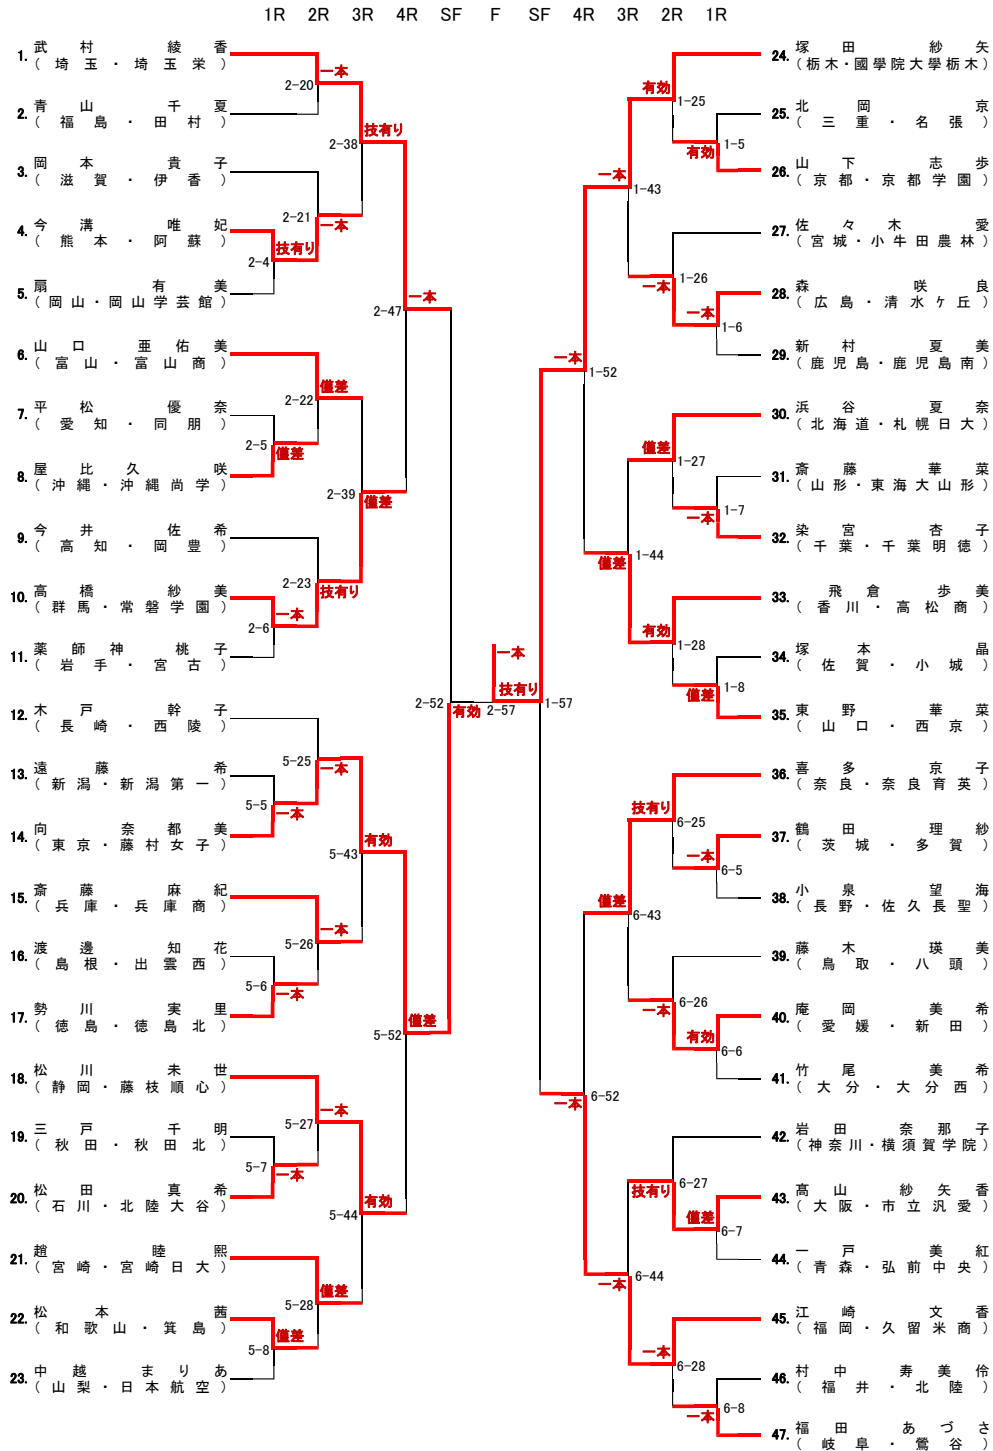 1R 2R 3R 4R SF F SF 4R 3R 2R 1R
1. 武村 綾香
(埼玉・埼玉栄)
2. 青山 千夏
(福島・田村)
3. 岡本 貴子
(滋賀・伊香)
4. 今溝 唯妃
(熊本・阿蘇)
5. 扇 有美
(岡山・岡山学芸館)
6. 山口 亜佑美
(富山・富山商)
7. 平松 優奈
(愛知・同朋)
8. 屋比久 咲
(沖縄・沖縄尚学)
9. 今井 佐希
(高知・岡豊)
10. 高橋 紗美
(群馬・常磐学園)
11. 薬師神 桃子
(岩手・宮古)
12. 木戸 幹子
(長崎・西陵)
13. 遠藤 希
(新潟・新潟第一)
14. 向 奈都美
(東京・藤村女子)
15. 斎藤 麻紀
(兵庫・兵庫商)
16. 渡邊 知花
(島根・出雲西)
17. 勢川 実里
(徳島・徳島北)
18. 松川 未世
(静岡・藤枝順心)
19. 三戸 千明
(秋田・秋田北)
20. 松田 真希
(石川・北陸大谷)
21. 趙 睦熙
(宮崎・宮崎日大)
22. 松本 茜
(和歌山・箕島)
23. 中越 まりあ
(山梨・日本航空)
一本
2-20
技有り
2-38
2-21
一本
技有り
2-4
一本
2-47
僅差
2-22
2-5
僅差
2-39
僅差
2-23
技有り
一本
2-6
2-52
有効
5-25
一本
5-5
一本
有効
5-43
一本
5-26
5-6
一本
僅差
5-52
一本
5-27
5-7
一本
有効
5-44
僅差
5-28
僅差
5-8
一本
技有り
2-57
1-57
有効
1-25
1-5
有効
一本
1-43
1-26
一本
一本
1-6
一本
1-52
僅差
1-27
1-7
一本
1-44
僅差
有効
1-28
1-8
僅差
技有り
6-25
一本
6-5
僅差
6-43
6-26
一本
有効
6-6
6-52
一本
技有り
6-27
僅差
6-7
6-44
一本
一本
6-28
6-8
一本
24. 塚田 紗矢
(栃木・國學院大學栃木)
25. 北岡 京
(三重・名張)
26. 山下 志歩
(京都・京都学園)
27. 佐々木 愛
(宮城・小牛田農林)
28. 森 咲良
(広島・清水ヶ丘)
29. 新村 夏美
(鹿児島・鹿児島南)
30. 浜谷 夏奈
(北海道・札幌日大)
31. 斎藤 華菜
(山形・東海大山形)
32. 染宮 杏子
(千葉・千葉明徳)
33. 飛倉 歩美
(香川・高松商)
34. 塚本 晶
(佐賀・小城)
35. 東野 華菜
(山口・西京)
36. 喜多 京子
(奈良・奈良育英)
37. 鶴田 理紗
(茨城・多賀)
38. 小泉 望海
(長野・佐久長聖)
39. 藤木 瑛美
(鳥取・八頭)
40. 庵岡 美希
(愛媛・新田)
41. 竹尾 美希
(大分・大分西)
42. 岩田 奈那子
(神奈川・横須賀学院)
43. 髙山 紗矢香
(大阪・市立汎愛)
44. 一戸 美紅
(青森・弘前中央)
45. 江崎 文香
(福岡・久留米商)
46. 村中 寿美伶
(福井・北陸)
47. 福田 あづさ
(岐阜・鶯谷)